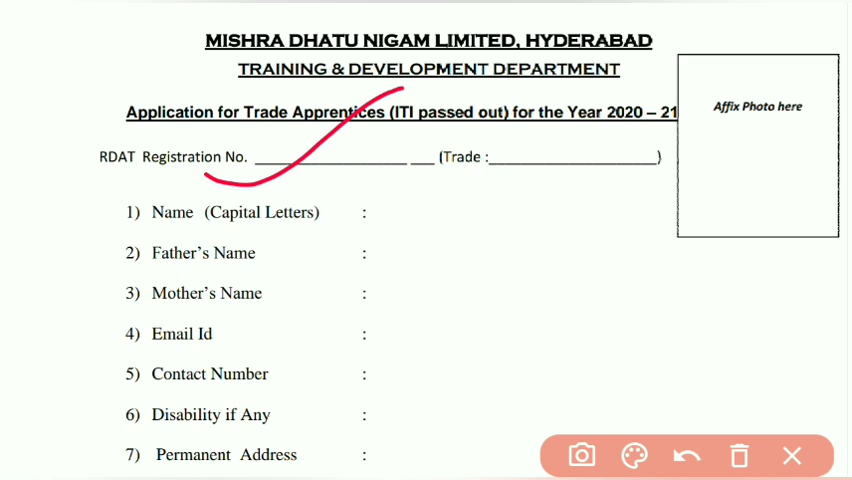 MISHRA DHATU NIGAM LIMITED, HYDERABAD
TRAINING & DEVELOPMENT DEPARTMENT
Affix Photo here
Application for Trade Apprentices (ITI passed out) for the Year 2020 – 21
RDAT Registration No. ____________________ ___ (Trade :______________________)
1) Name (Capital Letters) :
2) Father’s Name :
3) Mother’s Name :
4) Email Id :
5) Contact Number :
6) Disability if Any :
7) Permanent Address :